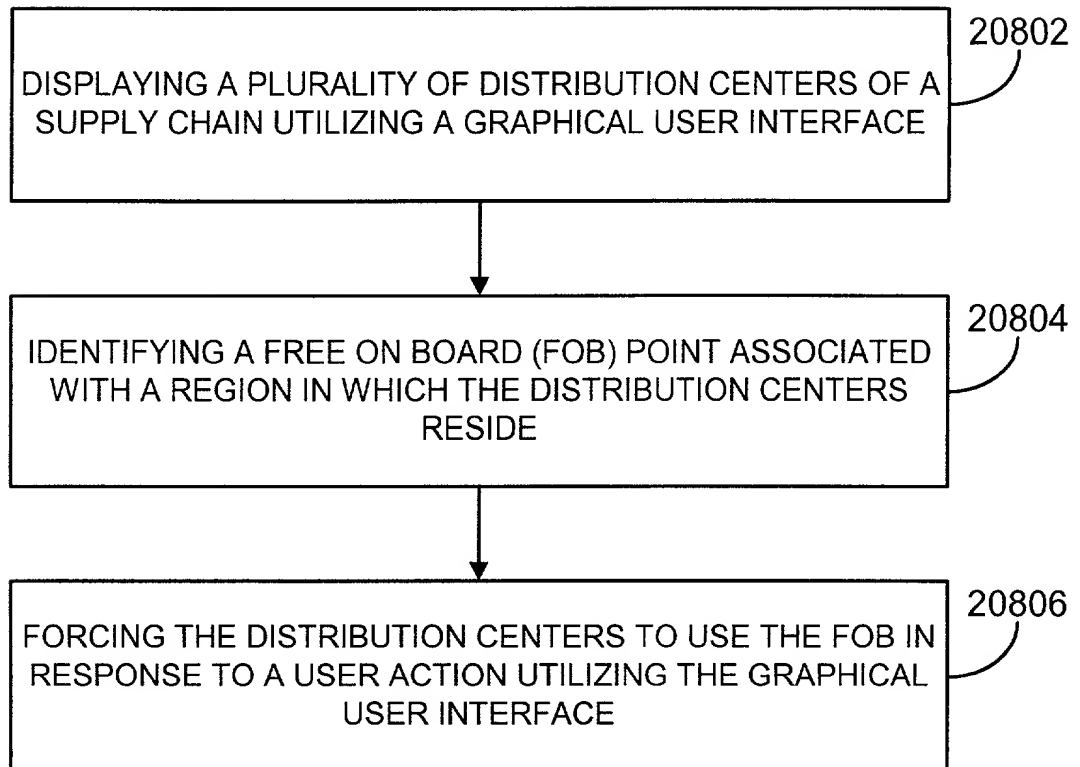 20802
DISPLAYING A PLURALITY OF DISTRIBUTION CENTERS OF A
SUPPLY CHAIN UTILIZING A GRAPHICAL USER INTERFACE
20804
IDENTIFYING A FREE ON BOARD (FOB) POINT ASSOCIATED
WITH A REGION IN WHICH THE DISTRIBUTION CENTERS
RESIDE
20806
FORCING THE DISTRIBUTION CENTERS TO USE THE FOB IN
RESPONSE TO A USER ACTION UTILIZING THE GRAPHICAL
USER INTERFACE